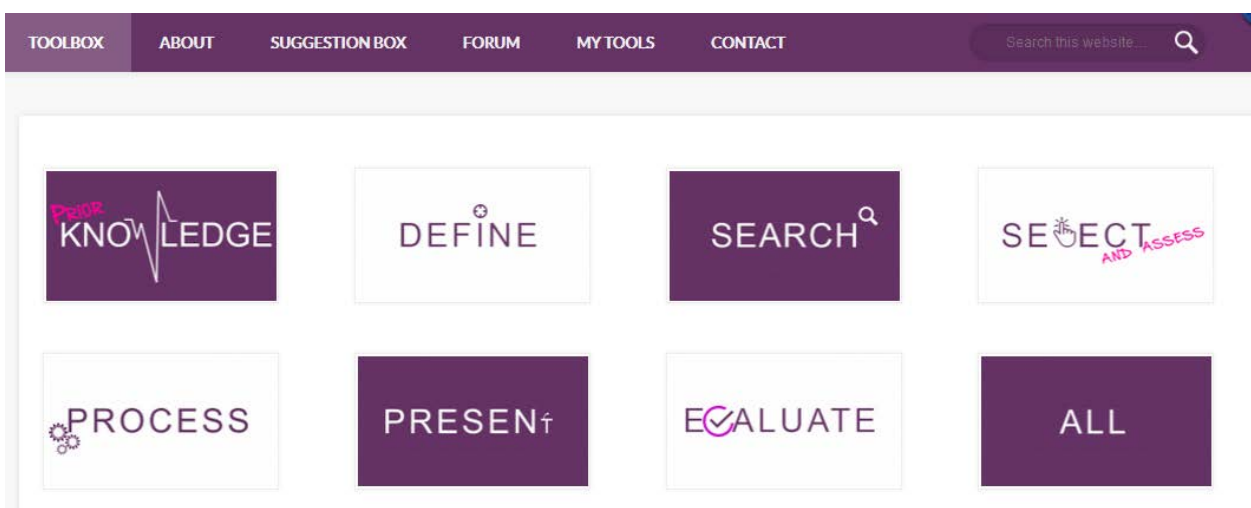 TOOLBOX ABOUT SUGGESTION BOX FORUM MY TOOLS CONTACT Search this website...
PRIOR
KNOWLEDGE DEFINE SEARCH SELECT
AND ASSESS
PROCESS PRESENT EVALUATE ALL